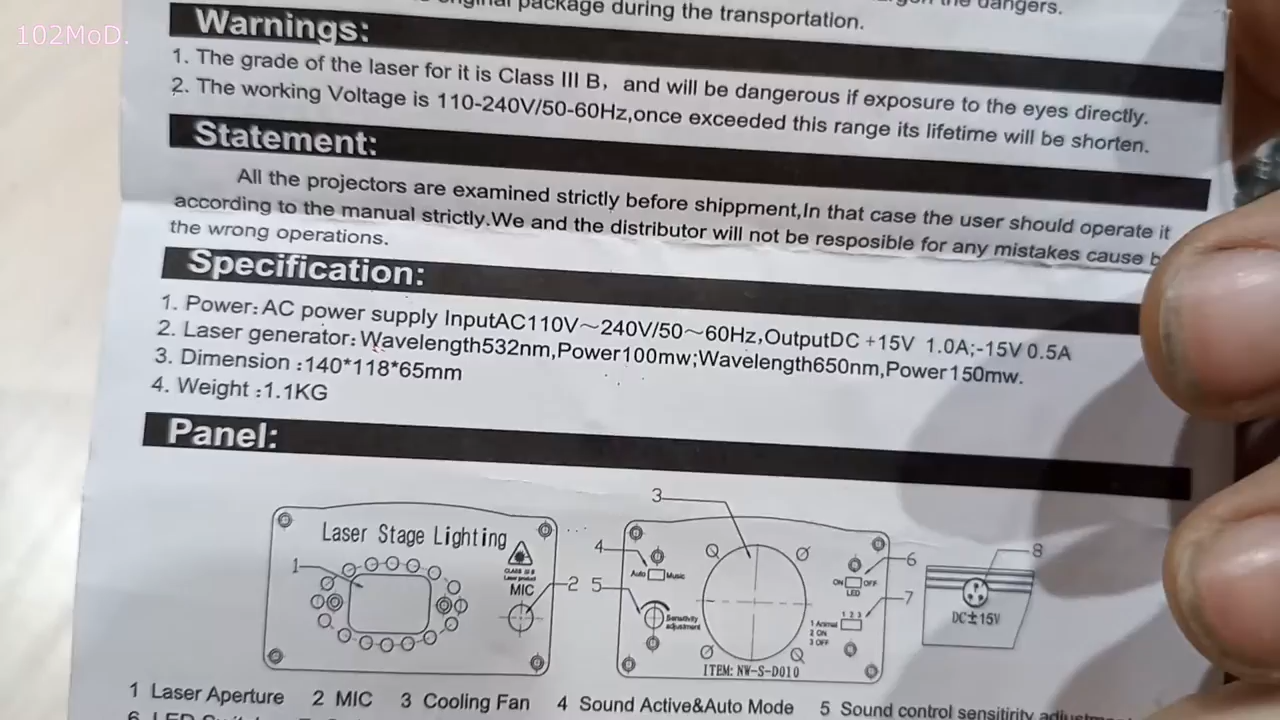 102MoD.
original package during the transportation.
the dangers.
Warnings:
1. The grade of the laser for it is Class III B, and will be dangerous if exposure to the eyes directly.
2. The working Voltage is 110-240V/50-60Hz,once exceeded this range its lifetime will be shorten.
Statement:
All the projectors are examined strictly before shippment,In that case the user should operate it
according to the manual strictly.We and the distributor will not be resposible for any mistakes cause
the wrong operations.
Specification:
1. Power:AC power supply InputAC110V~240V/50~60Hz,OutputDC +15V 1.0A;-15V 0.5A
2. Laser generator:Wavelength532nm,Power100mw;Wavelength650nm,Power150mw.
3. Dimension :140*118*65mm
4. Weight :1.1KG
Panel:
Laser Stage Lighting
CLASS III B
Laser product
MIC
1
2
3
4
5
Auto Music
Sensitivity
adjustment
ON OFF
LED
1 2 3
1 Animal
2 ON
3 OFF
ITEM: NW-S-D010
6
7
8
DC±15V
1 Laser Aperture 2 MIC 3 Cooling Fan 4 Sound Active&Auto Mode 5 Sound control sensitirity
6 LED